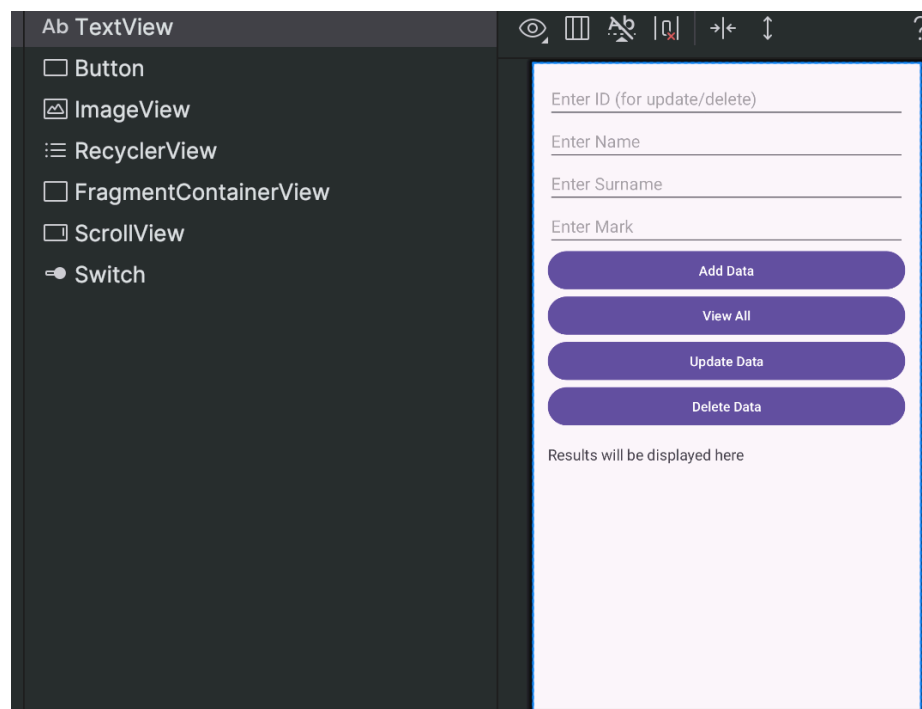 Ab TextView
Button
ImageView
RecyclerView
FragmentContainerView
ScrollView
Switch
Ab
?
Enter ID (for update/delete)
Enter Name
Enter Surname
Enter Mark
Add Data
View All
Update Data
Delete Data
Results will be displayed here